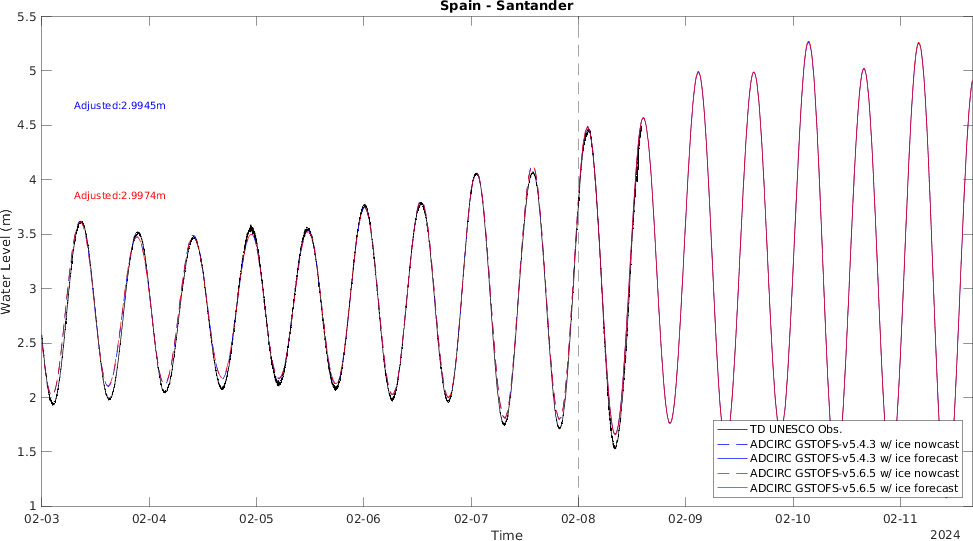 Spain - Santander
5.5
5
4.5
4
3.5
3
2.5
2
1.5
1
Water Level (m)
Adjusted:2.9945m
Adjusted:2.9974m
TD UNESCO Obs.
ADCIRC GSTOFS-v5.4.3 w/ ice nowcast
ADCIRC GSTOFS-v5.4.3 w/ ice forecast
ADCIRC GSTOFS-v5.6.5 w/ ice nowcast
ADCIRC GSTOFS-v5.6.5 w/ ice forecast
02-03 02-04 02-05 02-06 02-07 02-08 02-09 02-10 02-11
Time
2024